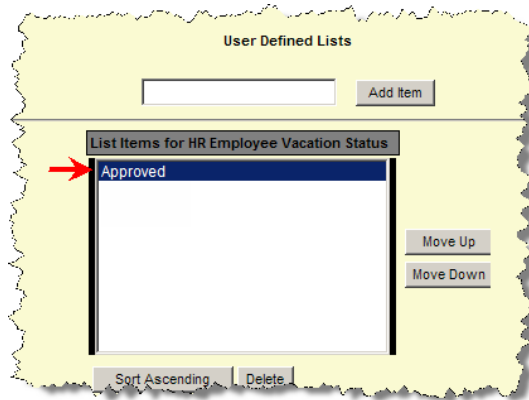 User Defined Lists
Add Item
List Items for HR Employee Vacation Status
Approved
Move Up
Move Down
Sort Ascending Delete